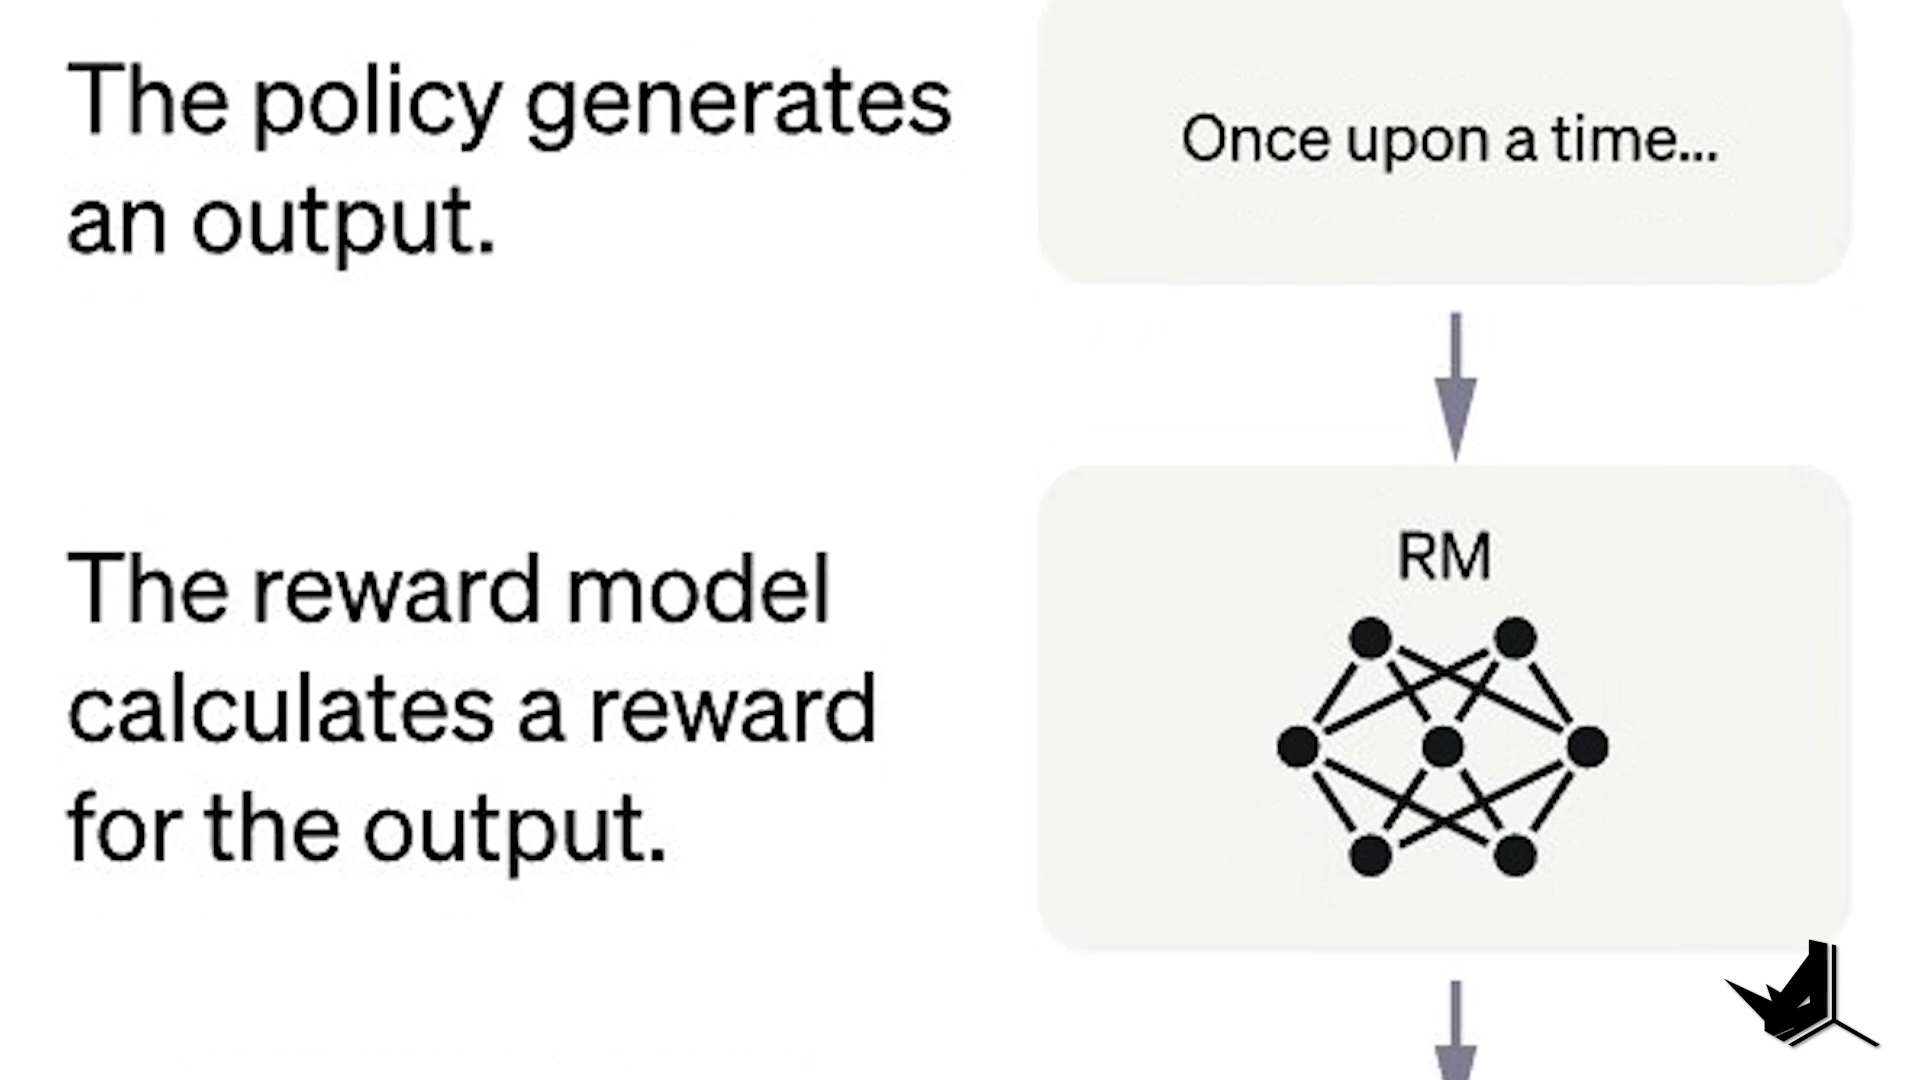 The policy generates
an output.
Once upon a time...
The reward model
calculates a reward
for the output.
RM